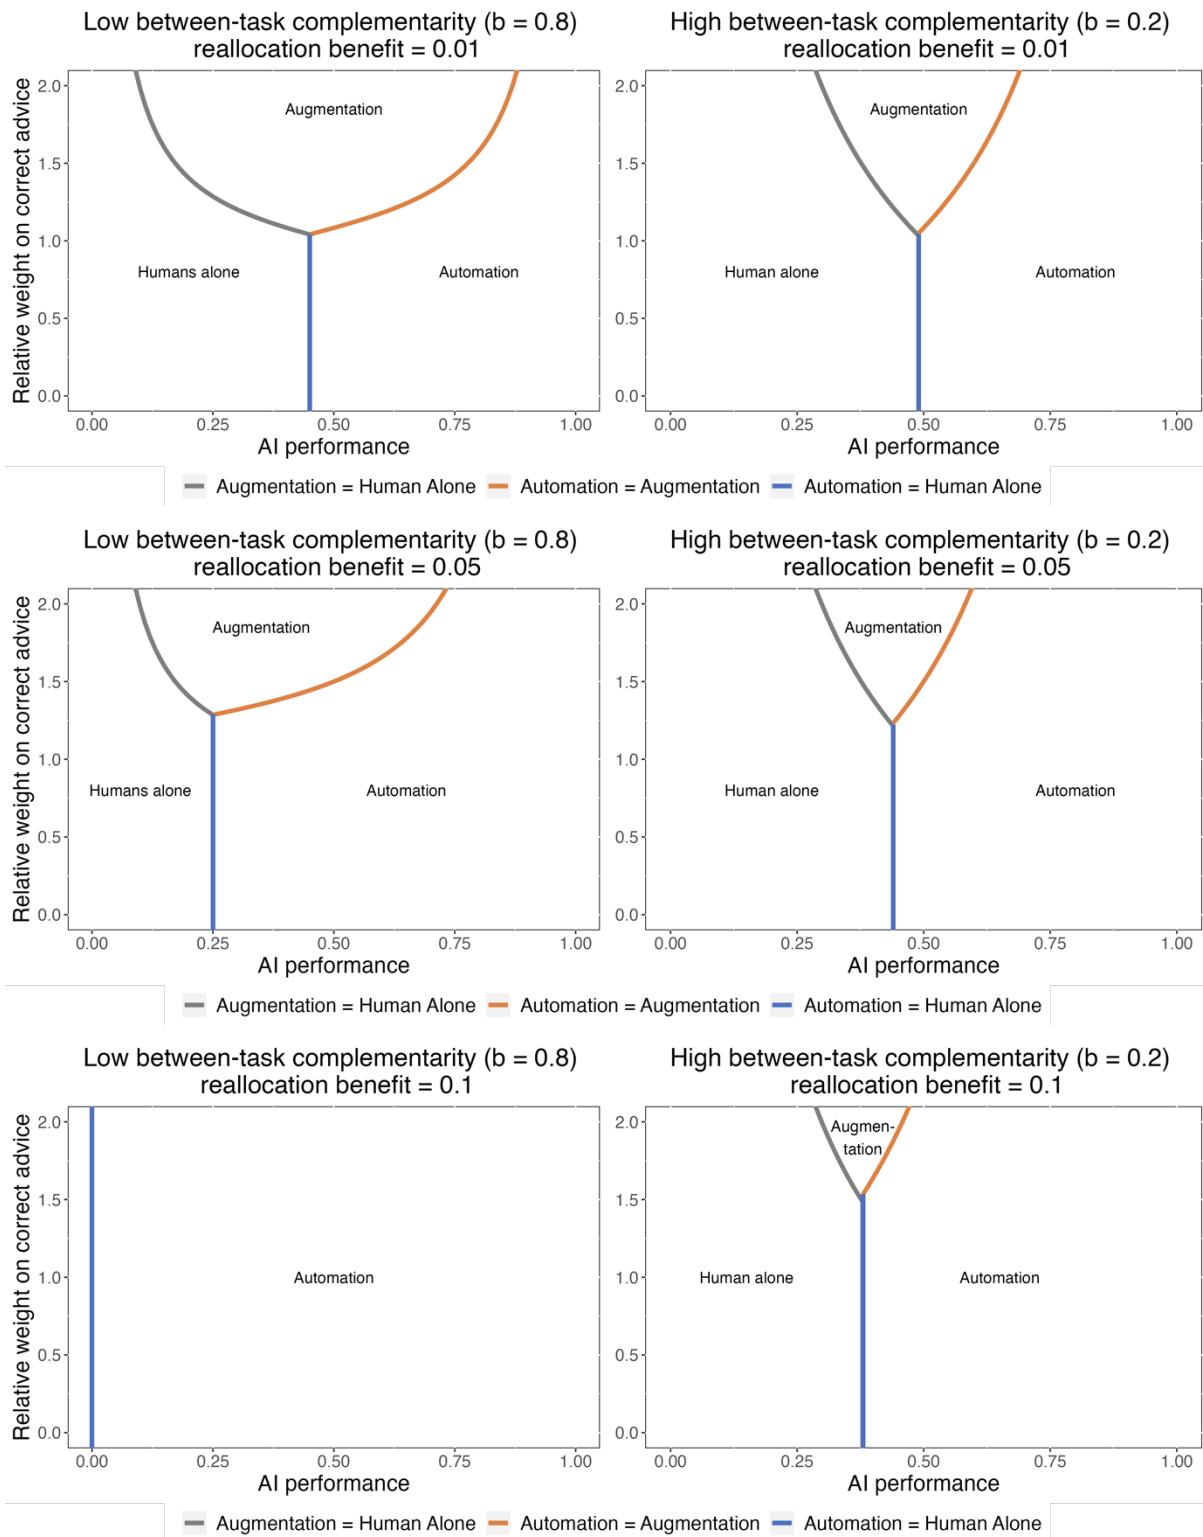 Low between-task complementarity (b = 0.8)
reallocation benefit = 0.01
Relative weight on correct advice
2.0
1.5
1.0
0.5
0.0
Augmentation
Humans alone
Automation
0.00 0.25 0.50 0.75 1.00
AI performance
High between-task complementarity (b = 0.2)
reallocation benefit = 0.01
2.0
1.5
1.0
0.5
0.0
Augmentation
Human alone
Automation
0.00 0.25 0.50 0.75 1.00
AI performance
Augmentation = Human Alone Automation = Augmentation Automation = Human Alone
Low between-task complementarity (b = 0.8)
reallocation benefit = 0.05
Relative weight on correct advice
2.0
1.5
1.0
0.5
0.0
Augmentation
Humans alone
Automation
0.00 0.25 0.50 0.75 1.00
AI performance
High between-task complementarity (b = 0.2)
reallocation benefit = 0.05
2.0
1.5
1.0
0.5
0.0
Augmentation
Human alone
Automation
0.00 0.25 0.50 0.75 1.00
AI performance
Augmentation = Human Alone Automation = Augmentation Automation = Human Alone
Low between-task complementarity (b = 0.8)
reallocation benefit = 0.1
Relative weight on correct advice
2.0
1.5
1.0
0.5
0.0
Automation
0.00 0.25 0.50 0.75 1.00
AI performance
High between-task complementarity (b = 0.2)
reallocation benefit = 0.1
2.0
1.5
1.0
0.5
0.0
Augmen-
tation
Human alone
Automation
0.00 0.25 0.50 0.75 1.00
AI performance
Augmentation = Human Alone Automation = Augmentation Automation = Human Alone